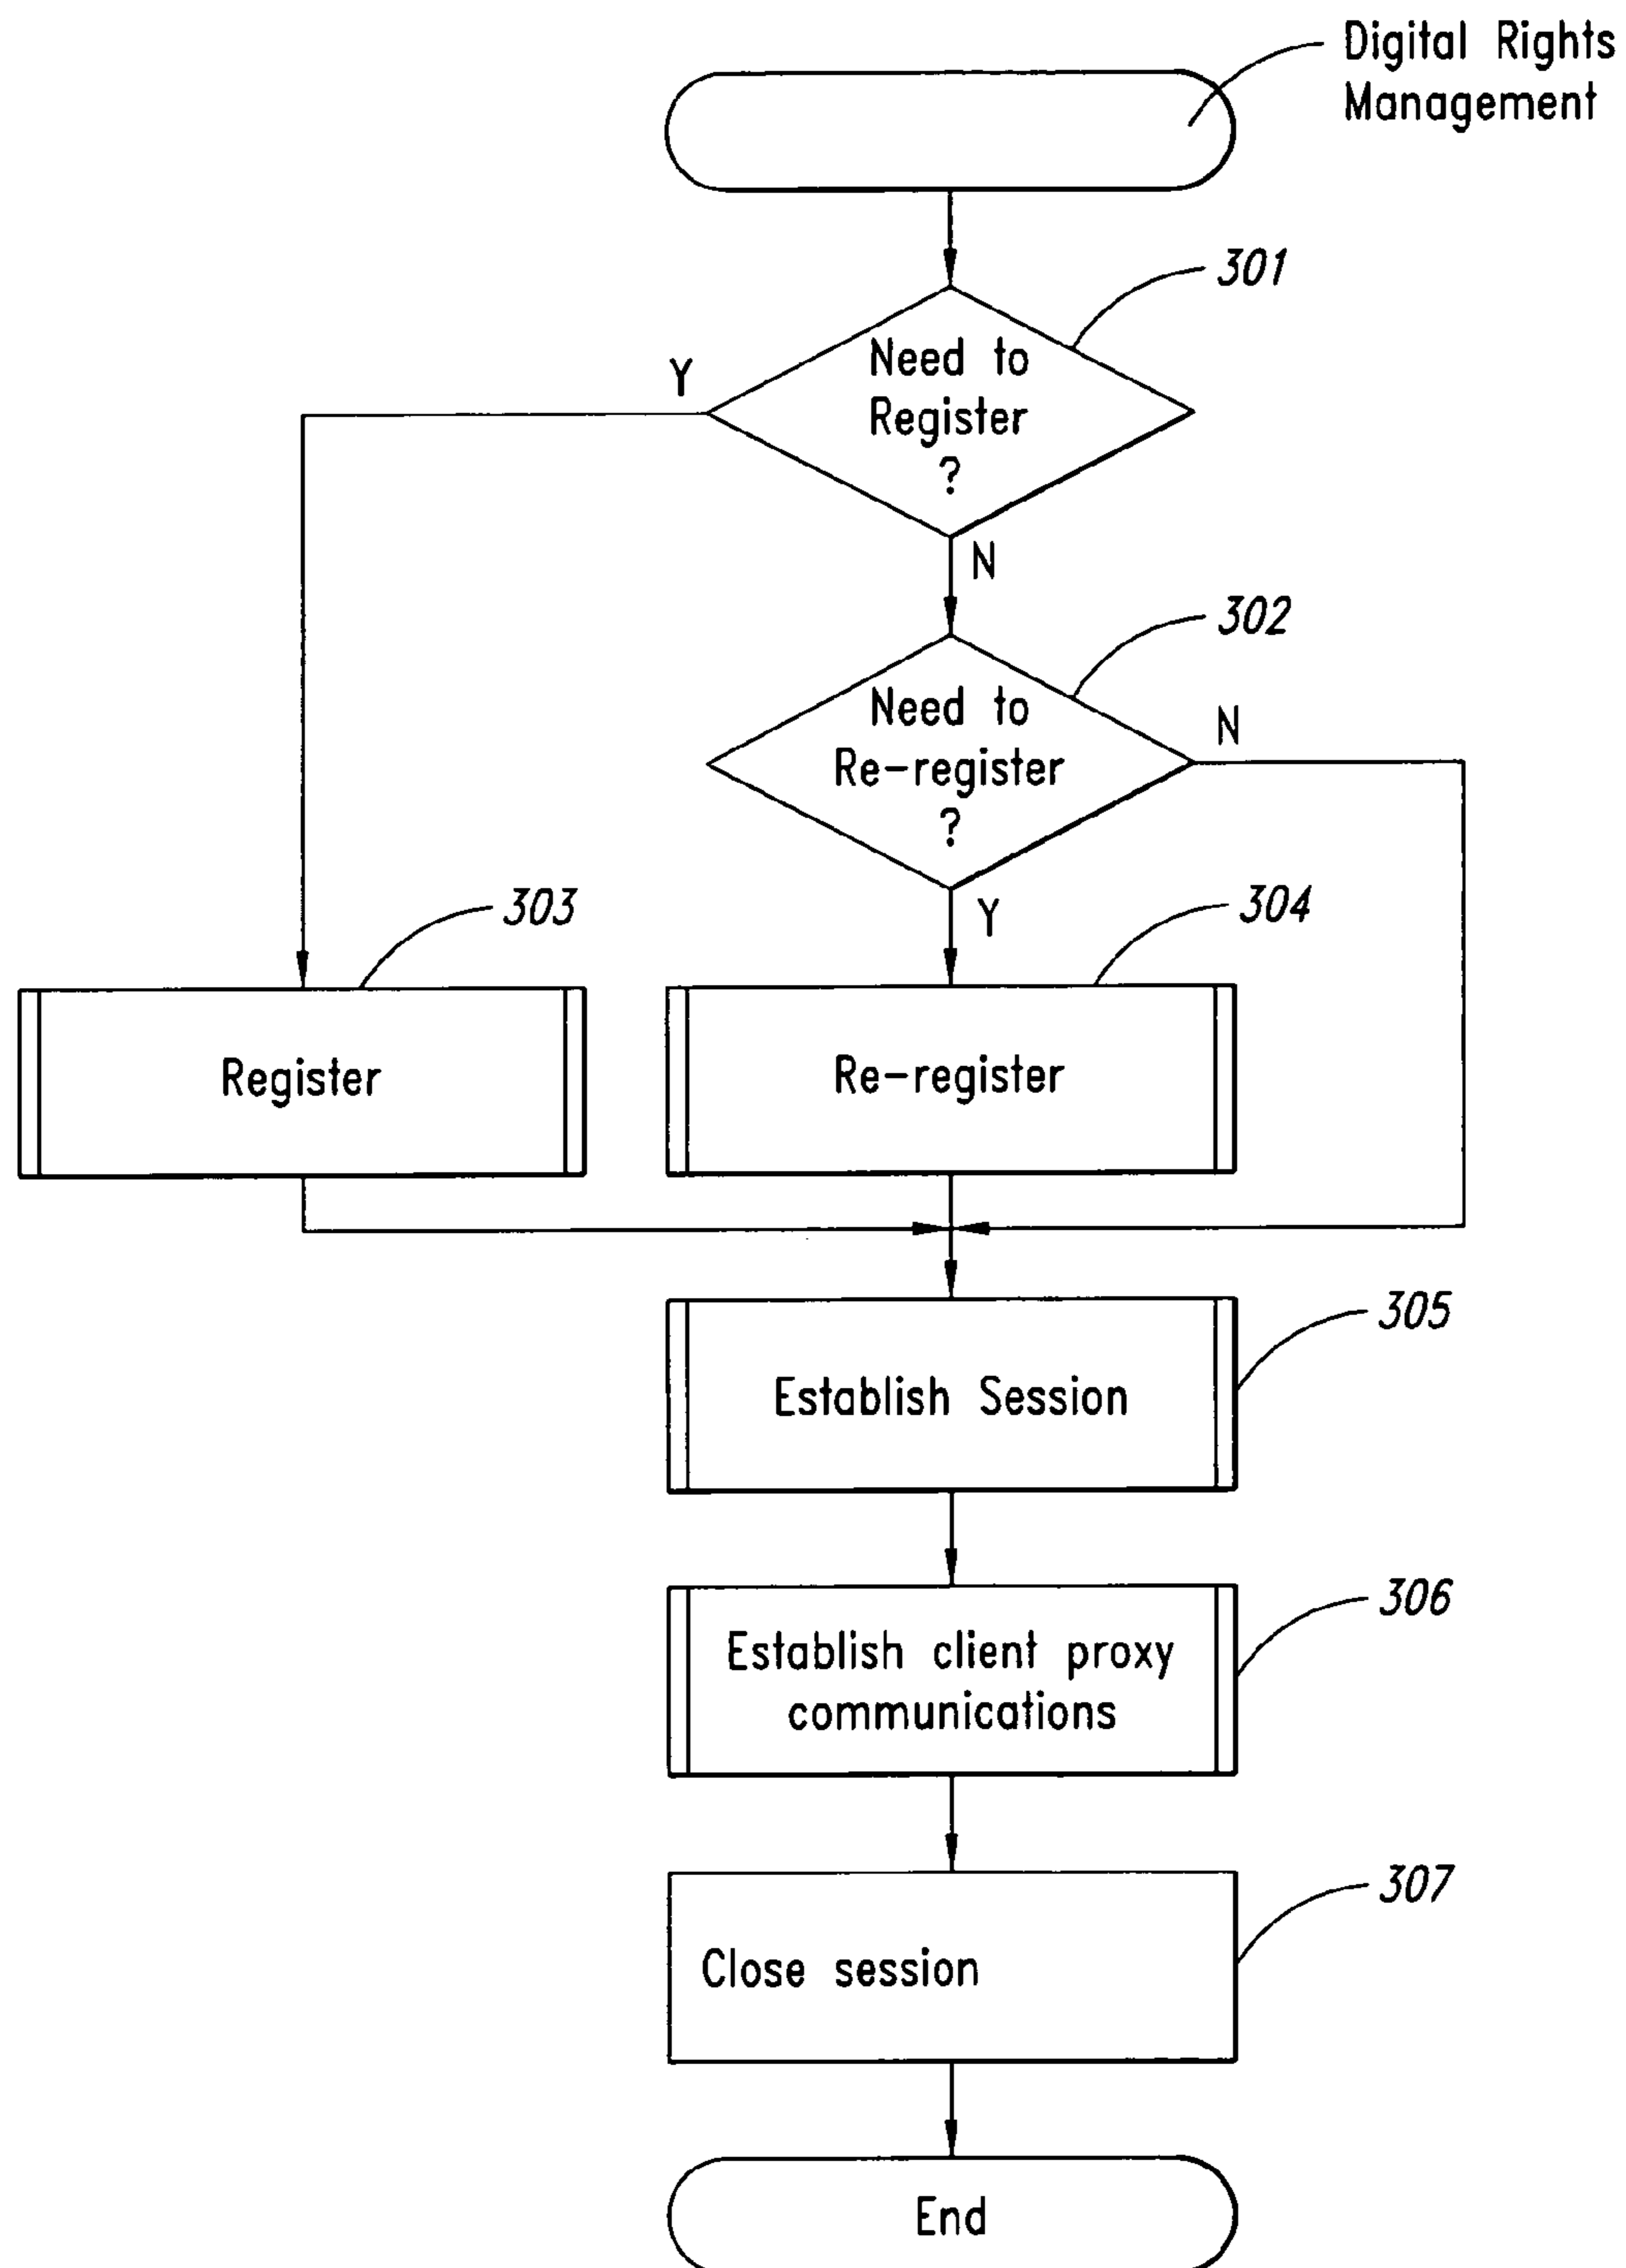 Digital Rights
Management
301
Y
Need to
Register
?
N
302
Need to
Re-register
?
N
Y
303
304
Register
Re-register
305
Establish Session
306
Establish client proxy
communications
307
Close session
End